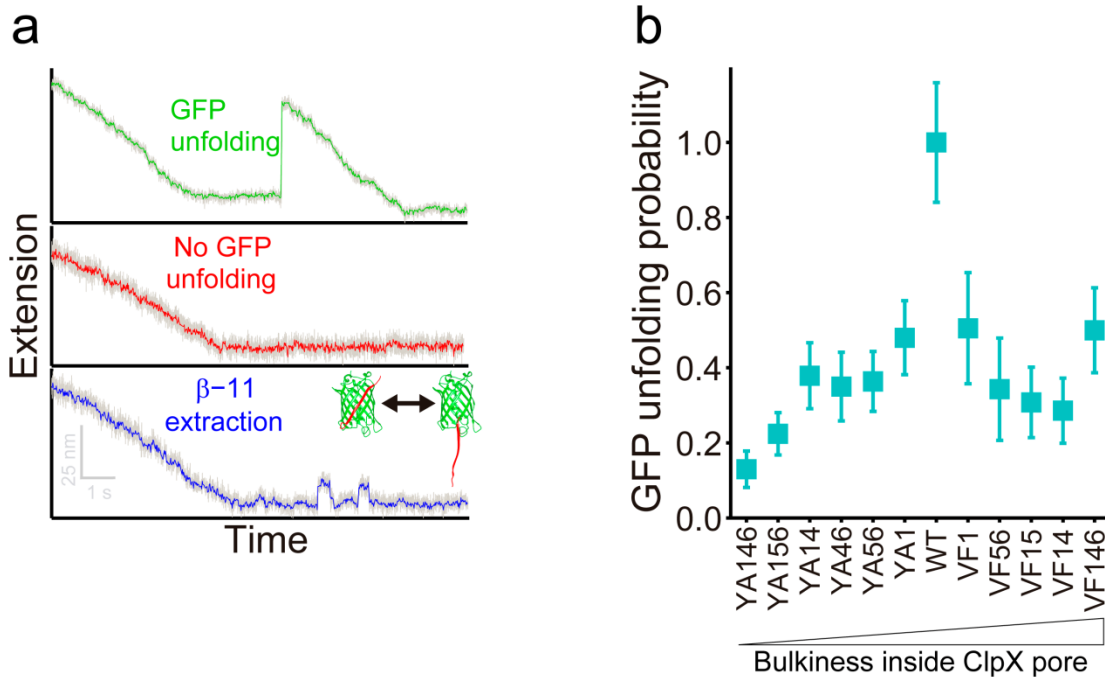 a
GFP
unfolding
No GFP
unfolding
β-11
extraction
25 nm
1 s
Extension
Time
b
GFP unfolding probability
1.0
0.8
0.6
0.4
0.2
0.0
YA146
YA156
YA14
YA46
YA56
YA1
WT
VF1
VF56
VF15
VF14
VF146
Bulkiness inside ClpX pore